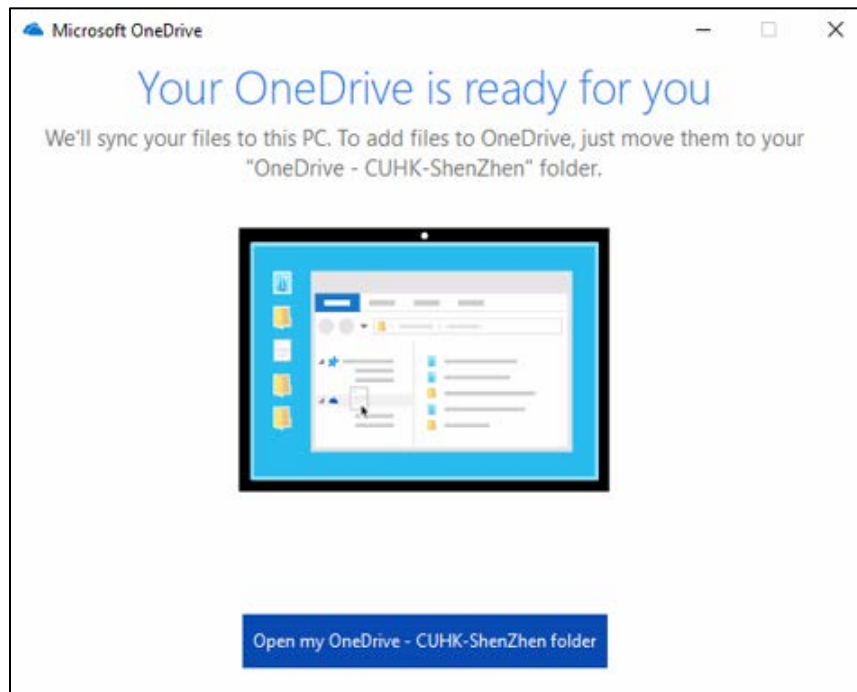 Microsoft OneDrive
Your OneDrive is ready for you
We'll sync your files to this PC. To add files to OneDrive, just move them to your
"OneDrive - CUHK-ShenZhen" folder.
Open my OneDrive - CUHK-ShenZhen folder